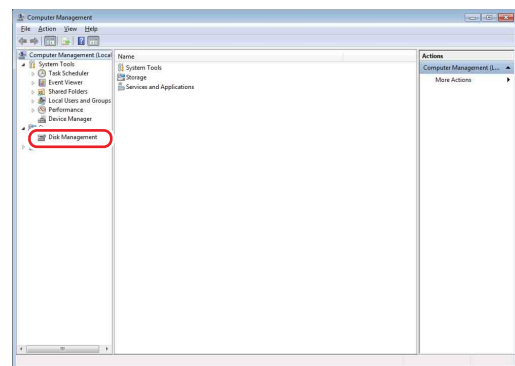 Computer Management
File Action View Help
Computer Management (Local
System Tools
Task Scheduler
Event Viewer
Shared Folders
Local Users and Groups
Performance
Device Manager
Disk Management
Name
System Tools
Storage
Services and Applications
Actions
Computer Management (L...
More Actions